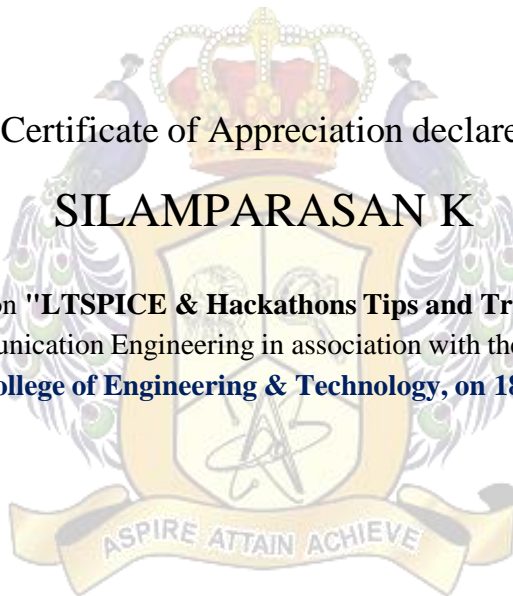 Certificate of Appreciation declare
SILAMPARASAN K
on "LTSPICE & Hackathons Tips and Tr
unication Engineering in association with the
ollege of Engineering & Technology, on 18
ASPIRE ATTAIN ACHIEVE